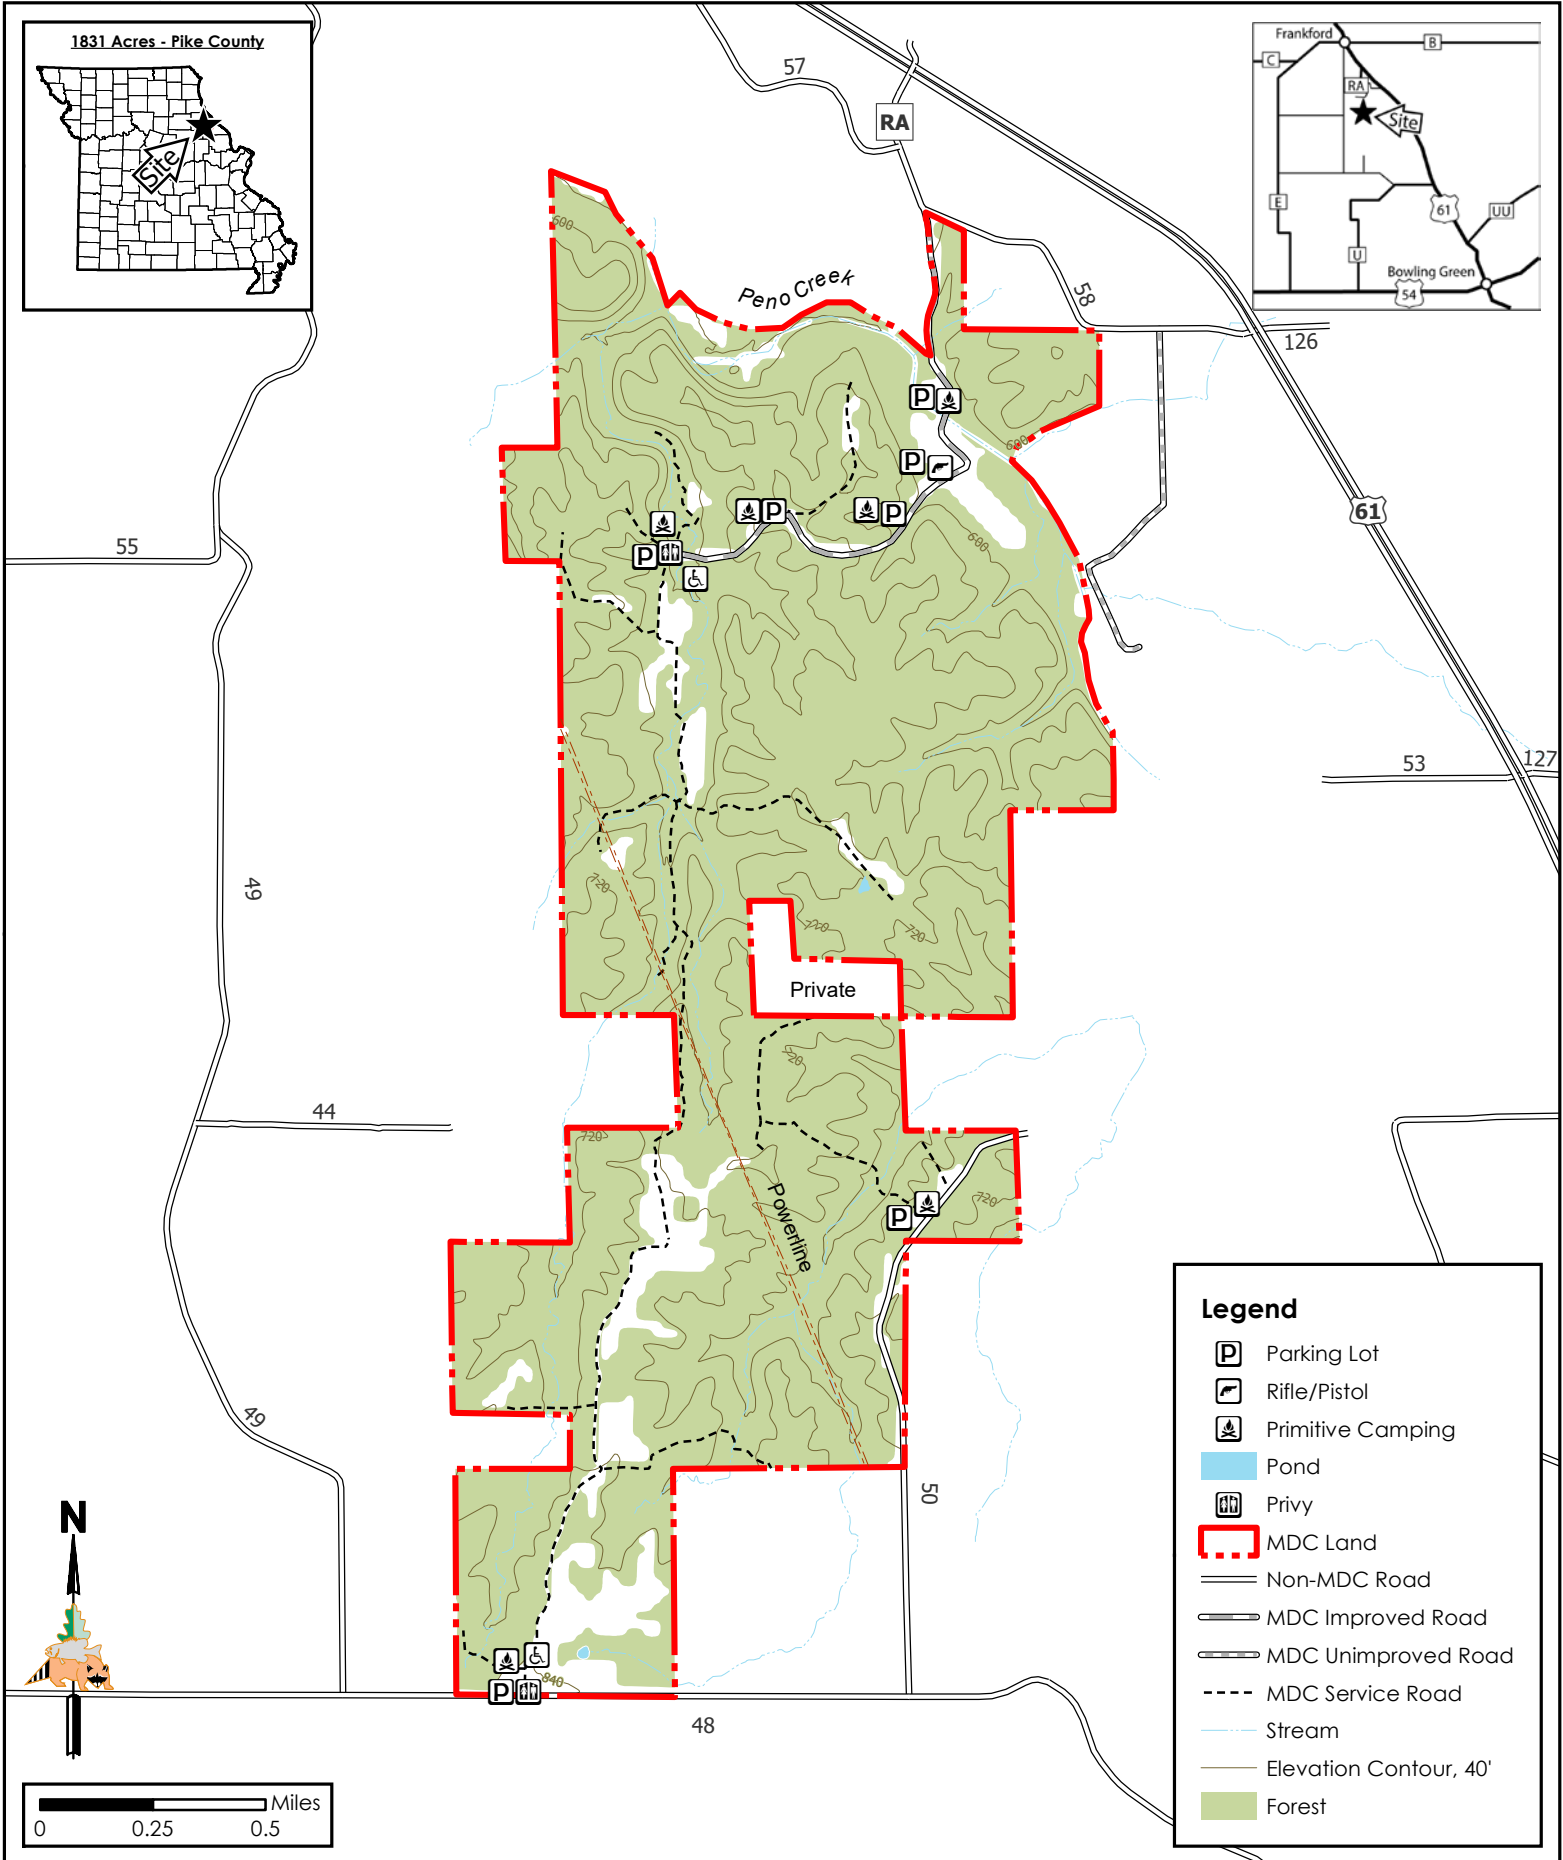 1831 Acres - Pike County
Site
Frankford
B
C
RA
Site
E
61
UU
U
Bowling Green
54
57
RA
600
Peno Creek
58
126
600
61
600
55
53
127
49
720
720
720
Private
720
44
720
720
Powerline
49
50
840
48
N
Miles
0 0.25 0.5
Legend
P Parking Lot
Rifle/Pistol
Primitive Camping
Pond
Privy
MDC Land
Non-MDC Road
MDC Improved Road
MDC Unimproved Road
MDC Service Road
Stream
Elevation Contour, 40'
Forest
P
P
P
P
P
P
P